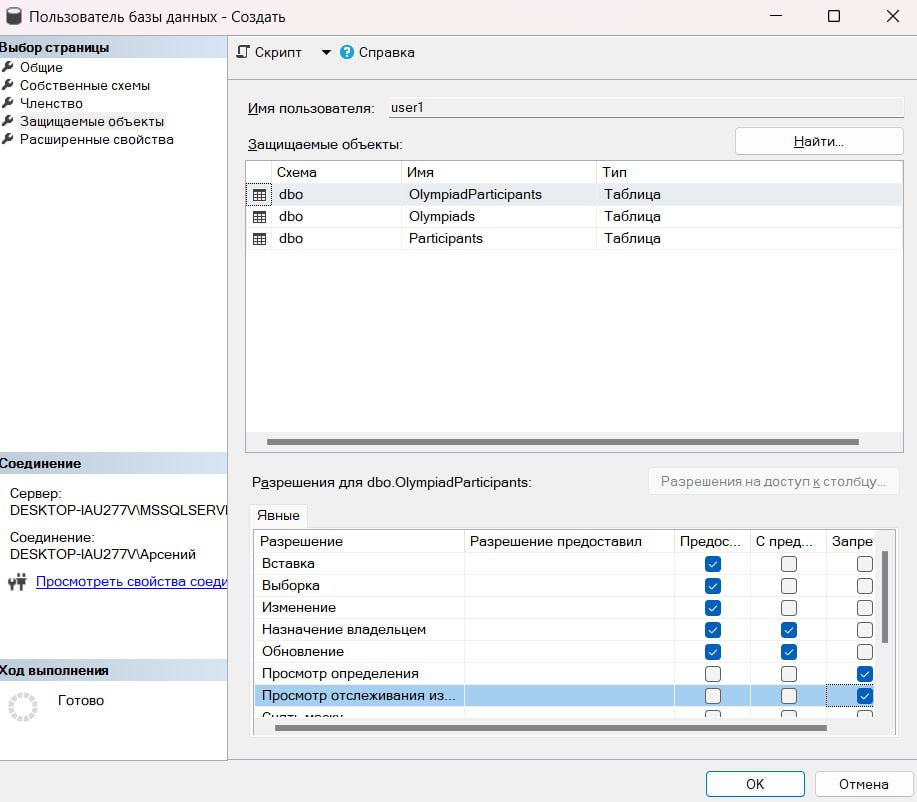 Пользователь базы данных - Создать
Выбор страницы
Общие
Собственные схемы
Членство
Защищаемые объекты
Расширенные свойства
Скрипт
Справка
Имя пользователя: user1
Защищаемые объекты:
Найти...
Схема Имя Тип
dbo OlympiadParticipants Таблица
dbo Olympiads Таблица
dbo Participants Таблица
Соединение
Сервер:
DESKTOP-IAU277V\MSSQLSERV
Соединение:
DESKTOP-IAU277V\Арсений
Просмотреть свойства соеди
Ход выполнения
Готово
Разрешения для dbo.OlympiadParticipants:
Разрешения на доступ к столбцу...
Явные
Разрешение Разрешение предоставил Предос... С пред... Запре
Вставка
Выборка
Изменение
Назначение владельцем
Обновление
Просмотр определения
Просмотр отслеживания из...
Снять маску
OK
Отмена